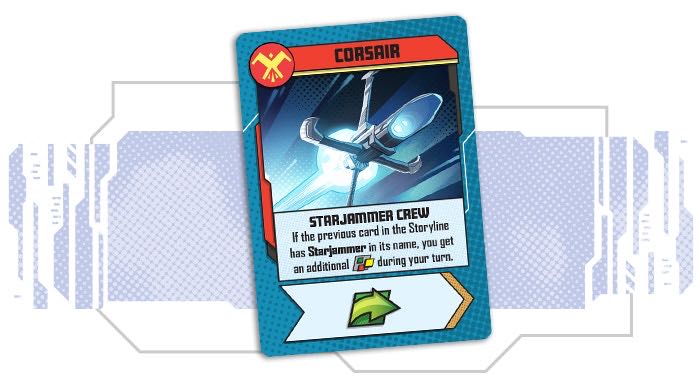 CORSAIR
STARJAMMER CREW
If the previous card in the Storyline
has Starjammer in its name, you get
an additional during your turn.